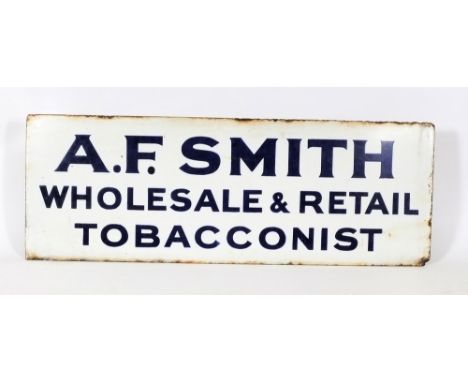 A.F. SMITH
WHOLESALE & RETAIL
TOBACCONIST